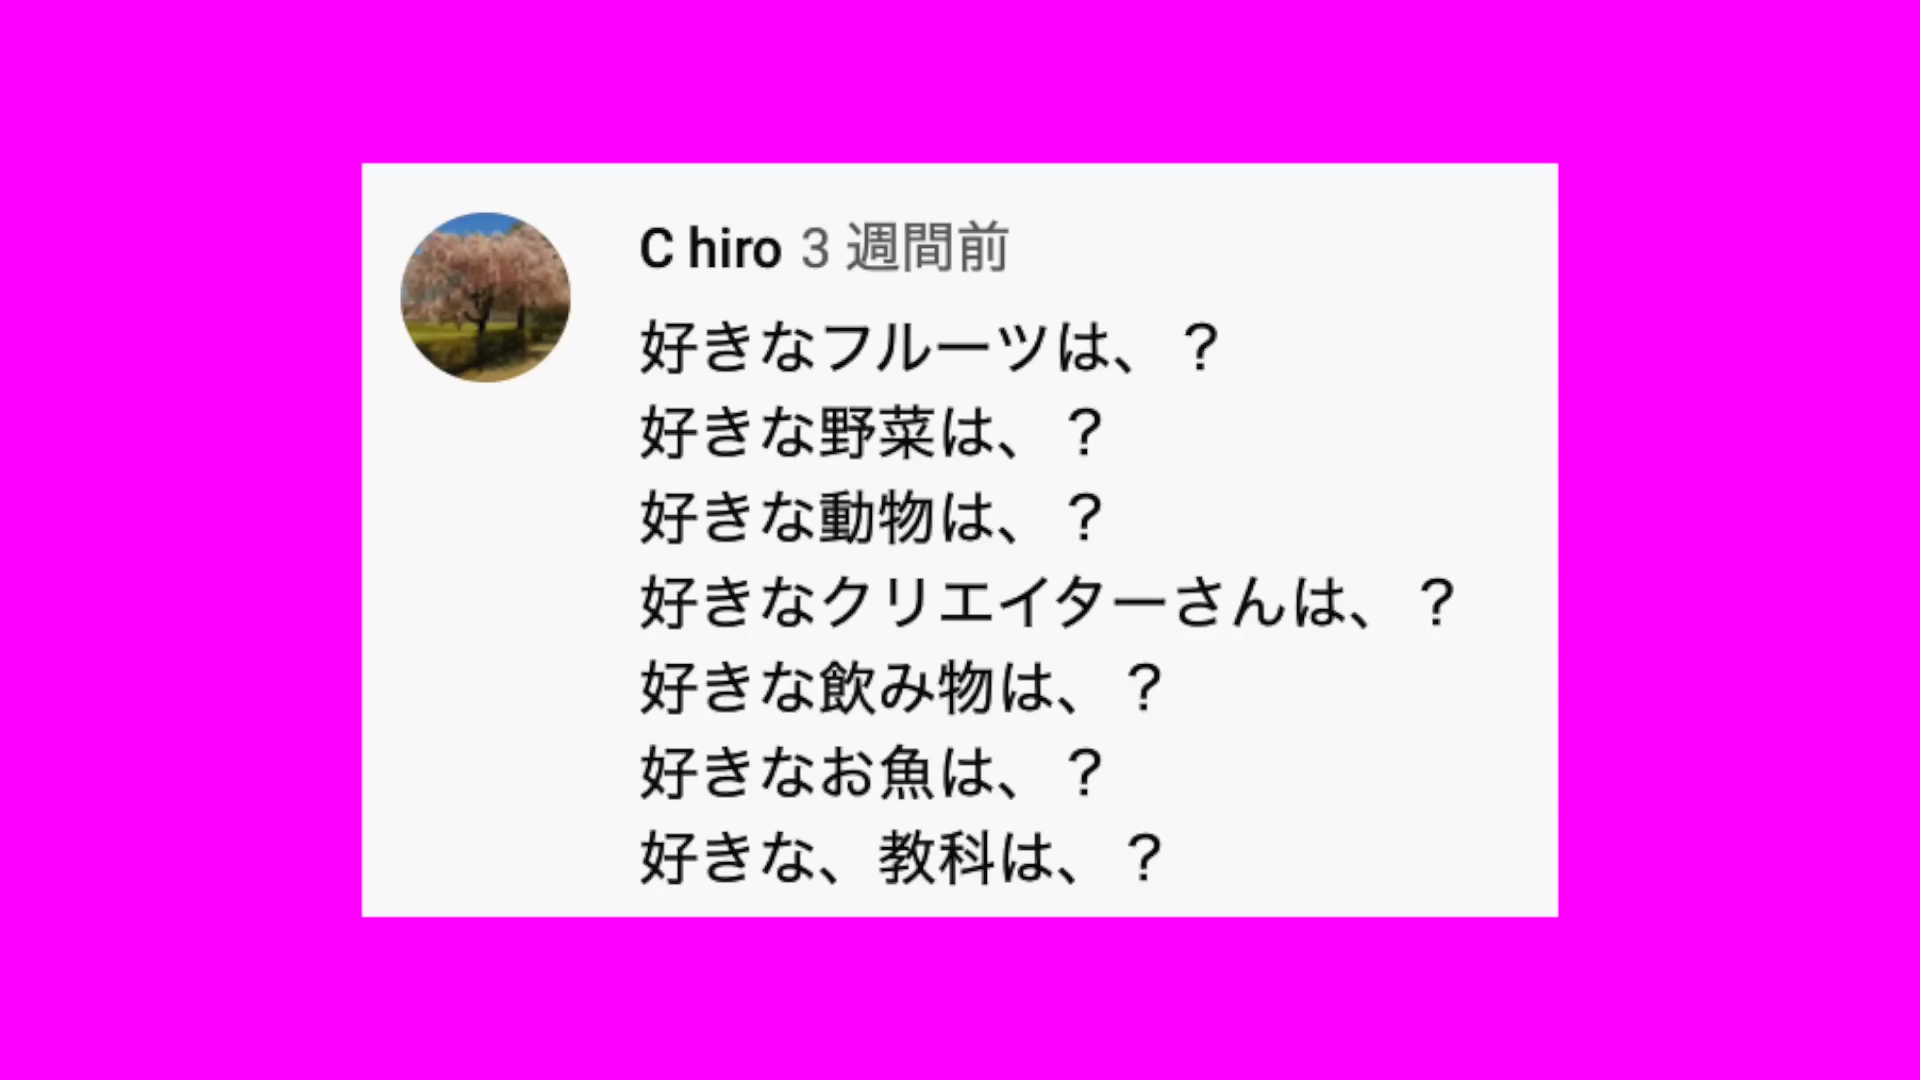 C hiro 3 週間前
好きなフルーツは、？
好きな野菜は、？
好きな動物は、？
好きなクリエイターさんは、？
好きな飲み物は、？
好きなお魚は、？
好きな、教科は、？